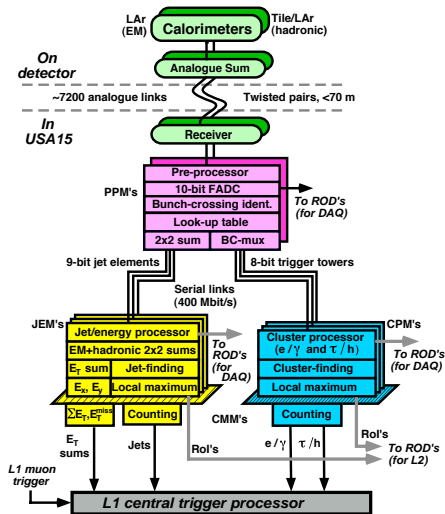 LAr
(EM)
Calorimeters
Tile/LAr
(hadronic)
On
detector
Analogue Sum
~7200 analogue links
Twisted pairs, <70 m
In
USA15
Receiver
PPM's
Pre-processor
10-bit FADC
Bunch-crossing ident.
Look-up table
2x2 sum
BC-mux
To ROD's
(for DAQ)
9-bit jet elements
8-bit trigger towers
Serial links
(400 Mbit/s)
JEM's
Jet/energy processor
EM+hadronic 2x2 sums
E_T sum
Jet-finding
E_x, E_y
Local maximum
To
ROD's
(for
DAQ)
Cluster processor
(e/γ and τ/h)
Cluster-finding
Local maximum
CPM's
To
ROD's
(for DAQ)
ΣE_T, E_T^miss
Counting
CMM's
Counting
E_T
sums
Jets
RoI's
e/γ
τ/h
RoI's
To ROD's
(for L2)
L1 muon
trigger
L1 central trigger processor